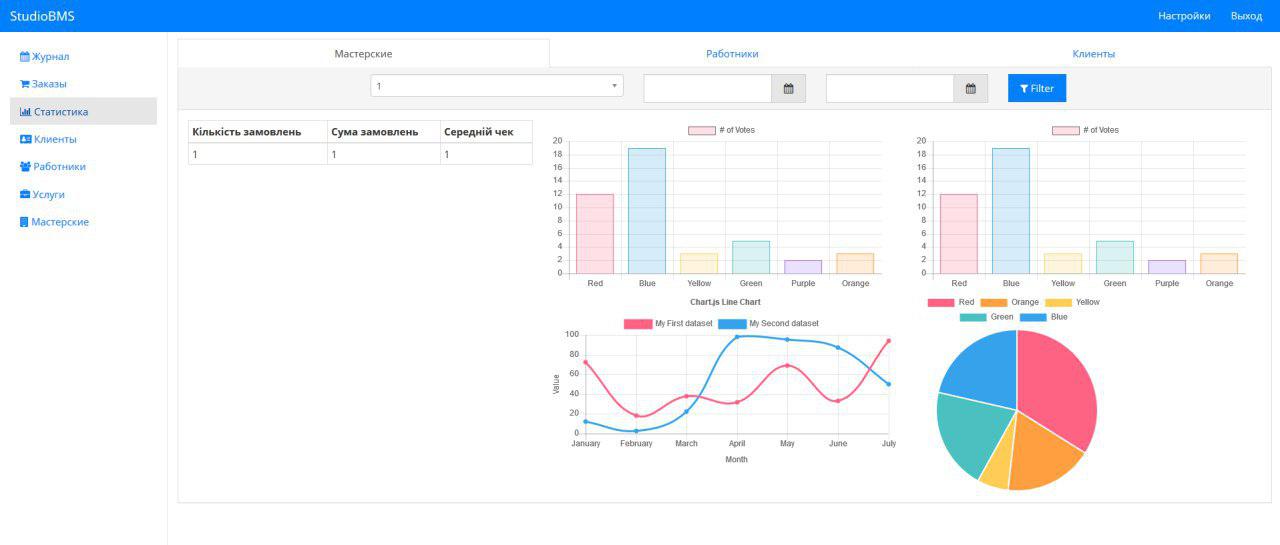 StudioBMS
Настройки Выход
Журнал
Заказы
Статистика
Клиенты
Работники
Услуги
Мастерские
Мастерские Работники Клиенты
1
Filter
Кількість замовлень Сума замовлень Середній чек
1 1 1
# of Votes
20
18
16
14
12
10
8
6
4
2
0
Red Blue Yellow Green Purple Orange
# of Votes
20
18
16
14
12
10
8
6
4
2
0
Red Blue Yellow Green Purple Orange
Chart.js Line Chart
My First dataset My Second dataset
Value
100
80
60
40
20
0
January February March April May June July
Month
Red Orange Yellow
Green Blue